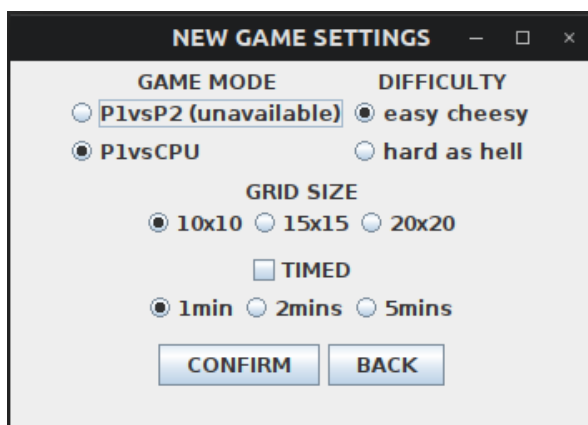 NEW GAME SETTINGS
GAME MODE DIFFICULTY
P1vsP2 (unavailable) easy cheesy
P1vsCPU hard as hell
GRID SIZE
10x10 15x15 20x20
TIMED
1min 2mins 5mins
CONFIRM BACK